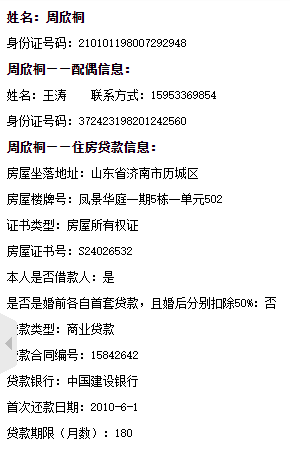 姓名：周欣桐
身份证号码：210101198007292948
周欣桐——配偶信息：
姓名：王涛 联系方式：15953369854
身份证号码：372423198201242560
周欣桐——住房贷款信息：
房屋坐落地址：山东省济南市历城区
房屋楼牌号：凤景华庭一期5栋一单元502
证书类型：房屋所有权证
房屋证书号：S24026532
本人是否借款人：是
是否是婚前各自首套贷款，且婚后分别扣除50%：否
款类型：商业贷款
款合同编号：15842642
贷款银行：中国建设银行
首次还款日期：2010-6-1
贷款期限（月数）：180